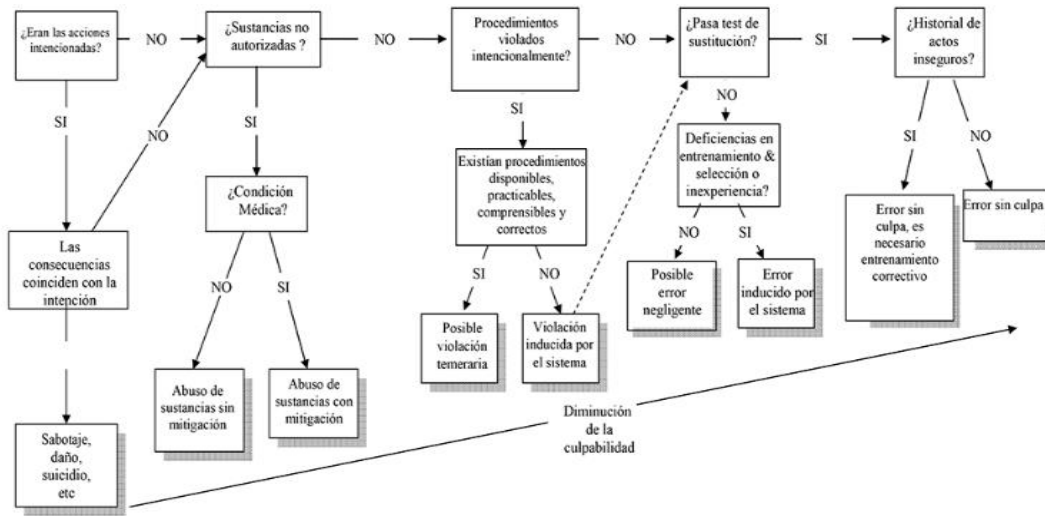 ¿Eran las acciones
intencionadas?
NO
¿Sustancias no
autorizadas ?
NO
Procedimientos
violados
intencionalmente?
NO
¿Pasa test de
sustitución?
SI
¿Historial de
actos
inseguros?
SI
NO
SI
SI
NO
SI
NO
Las
consecuencias
coinciden con la
intención
¿Condición
Médica?
Existían procedimientos
disponibles,
practicables,
comprensibles y
correctos
Deficiencias en
entrenamiento &
selección o
inexperiencia?
Error sin
culpa, es
necesario
entrenamiento
correctivo
Error sin culpa
NO
SI
SI
NO
NO
SI
Sabotaje,
daño,
suicidio,
etc
Abuso de
sustancias sin
mitigación
Abuso de
sustancias con
mitigación
Posible
violación
temeraria
Violación
inducida por
el sistema
Posible
error
negligente
Error
inducido por
el sistema
Diminución
de la
culpabilidad